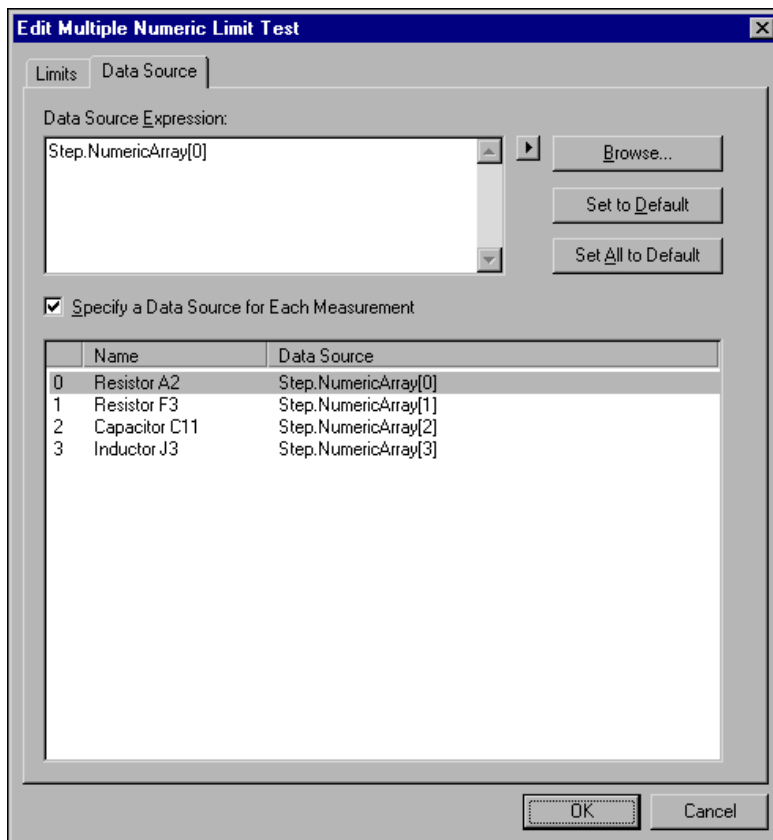 Edit Multiple Numeric Limit Test
Limits Data Source
Data Source Expression:
Step.NumericArray[0]
Browse...
Set to Default
Set All to Default
Specify a Data Source for Each Measurement
Name Data Source
0 Resistor A2 Step.NumericArray[0]
1 Resistor F3 Step.NumericArray[1]
2 Capacitor C11 Step.NumericArray[2]
3 Inductor J3 Step.NumericArray[3]
OK Cancel